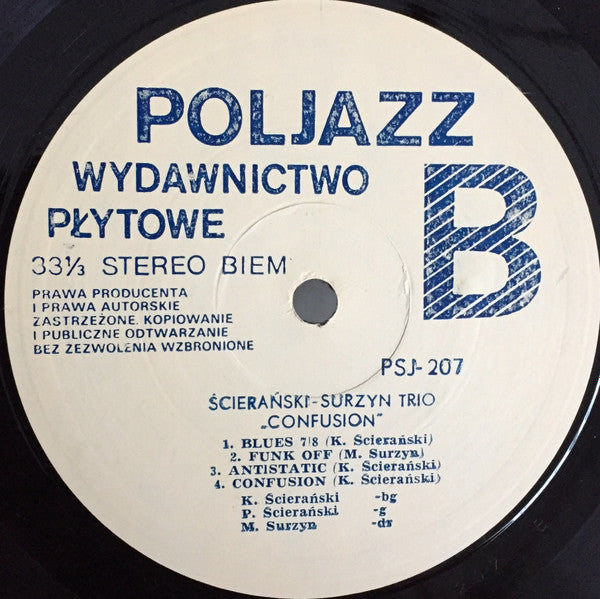 POLJAZZ
WYDAWNICTWO
PŁYTOWE
B
33⅓ STEREO BIEM
PRAWA PRODUCENTA
I PRAWA AUTORSKIE
ZASTRZEŻONE. KOPIOWANIE
I PUBLICZNE ODTWARZANIE
BEZ ZEZWOLENIA WZBRONIONE
PSJ-207
ŚCIERAŃSKI-SURZYN TRIO
„CONFUSION”
1. BLUES 7/8 (K. Ścierański)
2. FUNK OFF (M. Surzyn)
3. ANTISTATIC (K. Ścierański)
4. CONFUSION (K. Ścierański)
K. Ścierański -bg
P. Ścierański -g
M. Surzyn -dr